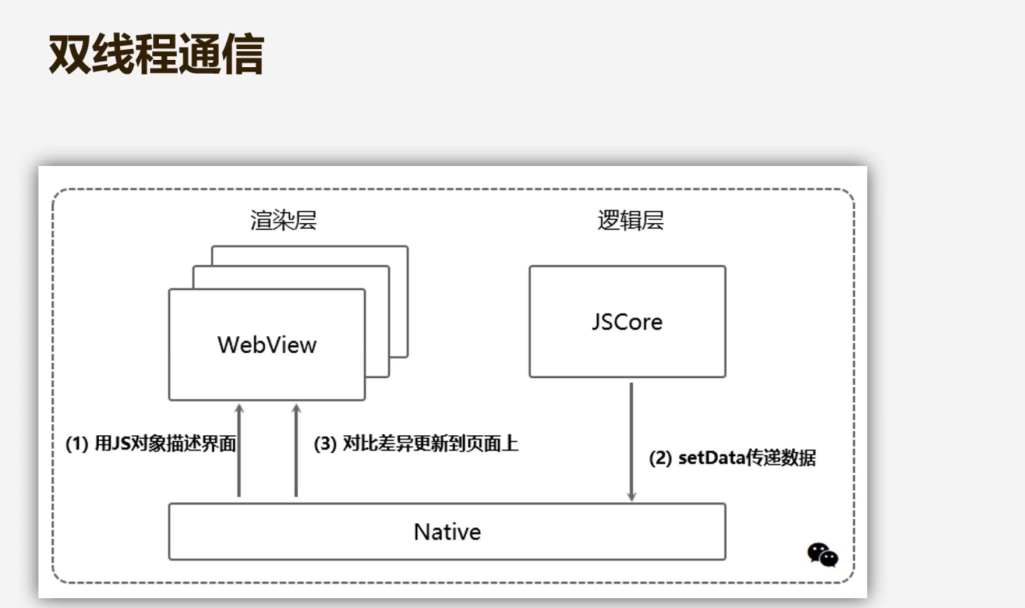 双线程通信
渲染层
逻辑层
WebView
JSCore
(1) 用JS对象描述界面
(3) 对比差异更新到页面上
(2) setData传递数据
Native